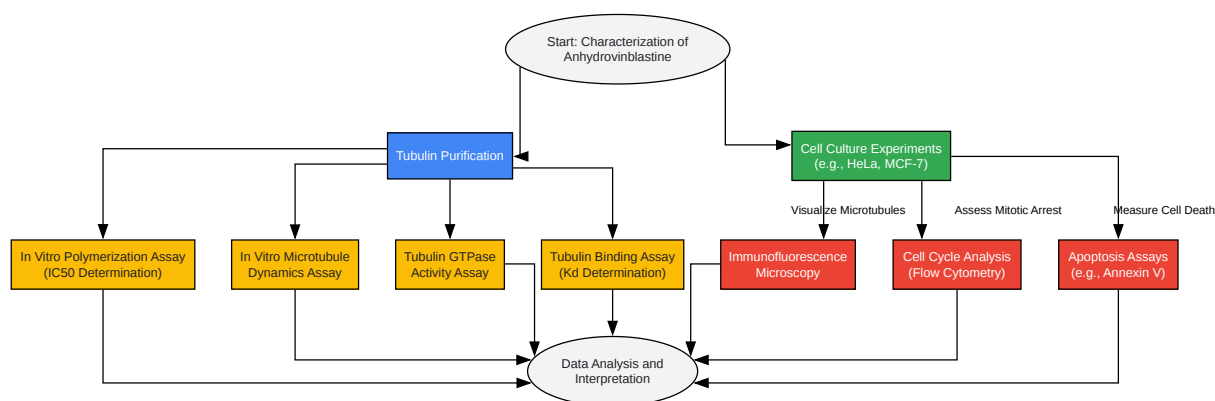 Start: Characterization of
Anhydrovinblastine
Tubulin Purification
Cell Culture Experiments
(e.g., HeLa, MCF-7)
Visualize Microtubules
Assess Mitotic Arrest
Measure Cell Death
In Vitro Polymerization Assay
(IC50 Determination)
In Vitro Microtubule
Dynamics Assay
Tubulin GTPase
Activity Assay
Tubulin Binding Assay
(Kd Determination)
Immunofluorescence
Microscopy
Cell Cycle Analysis
(Flow Cytometry)
Apoptosis Assays
(e.g., Annexin V)
Data Analysis and
Interpretation